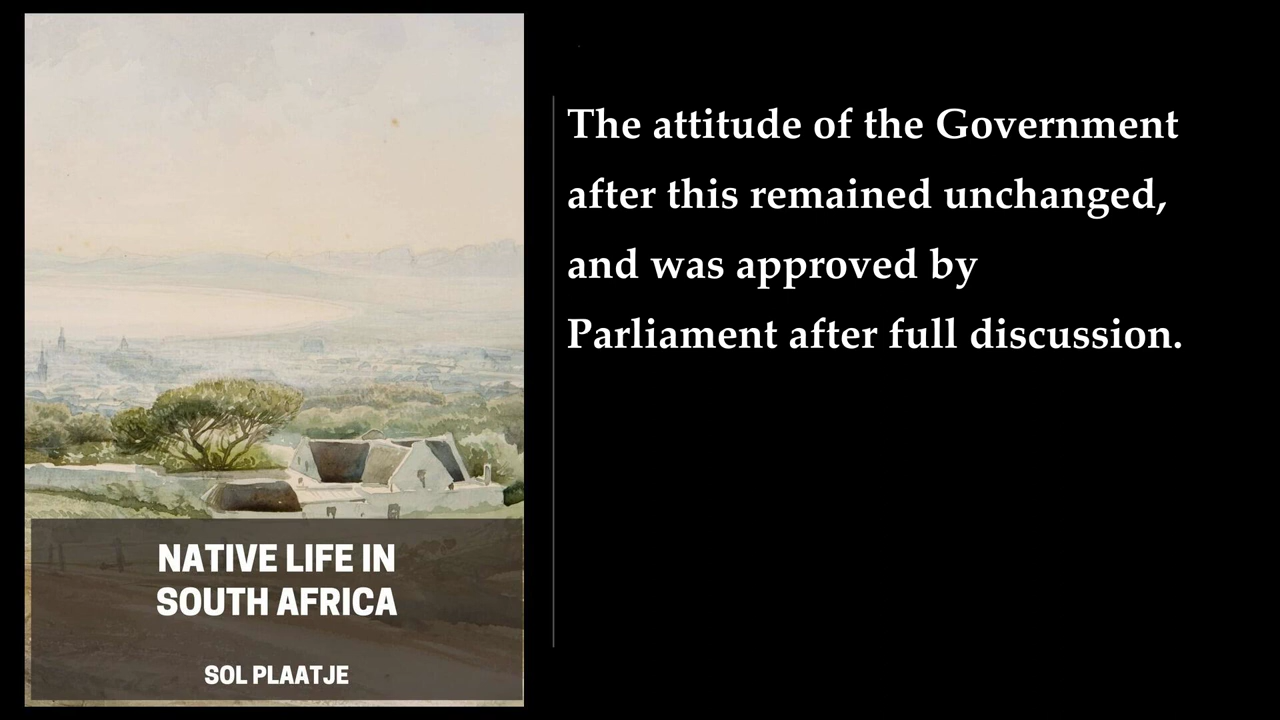 The attitude of the Government
after this remained unchanged,
and was approved by
Parliament after full discussion.
NATIVE LIFE IN
SOUTH AFRICA
SOL PLAATJE